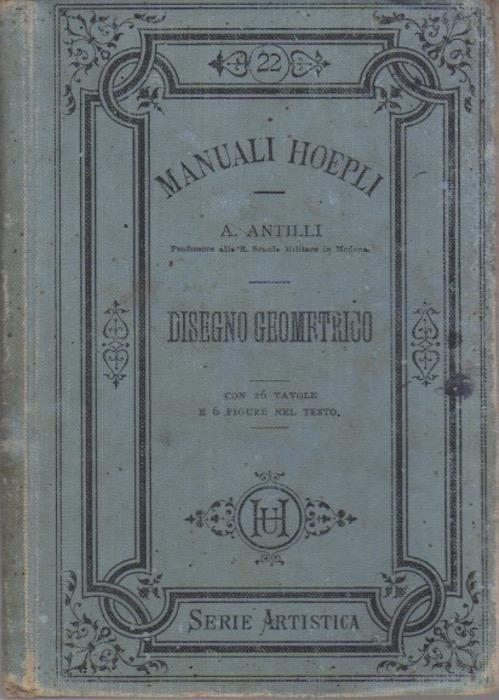 22
MANUALI HOEPLI
A. ANTILLI
Professore alla R. Scuola Militare in Modena.
DISEGNO GEOMETRICO
CON 26 TAVOLE
E 6 FIGURE NEL TESTO.
UH
SERIE ARTISTICA